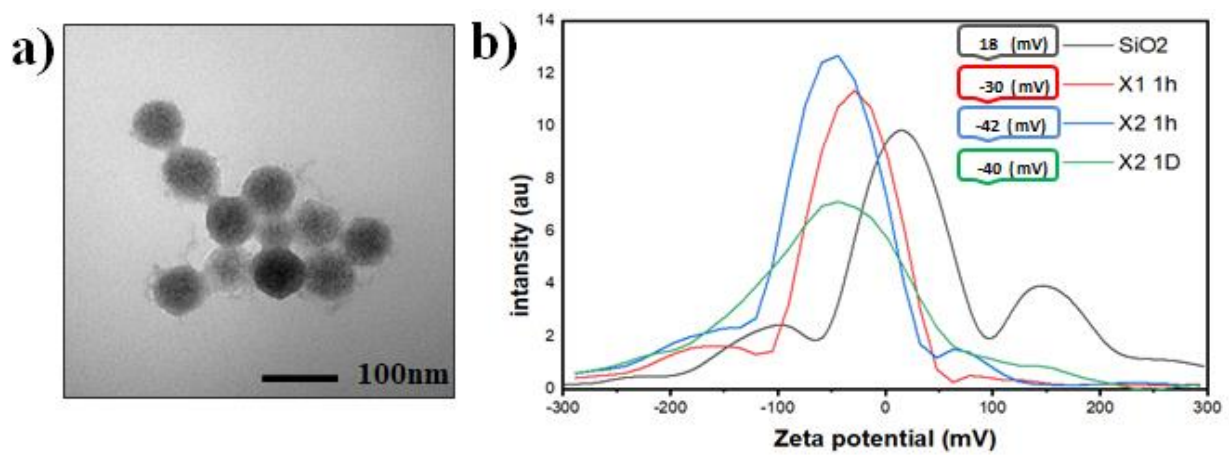 a)
100nm
b)
intansity (au)
14
12
10
8
6
4
2
0
-300
-200
-100
0
100
200
300
Zeta potential (mV)
18 (mV) SiO2
-30 (mV) X1 1h
-42 (mV) X2 1h
-40 (mV) X2 1D